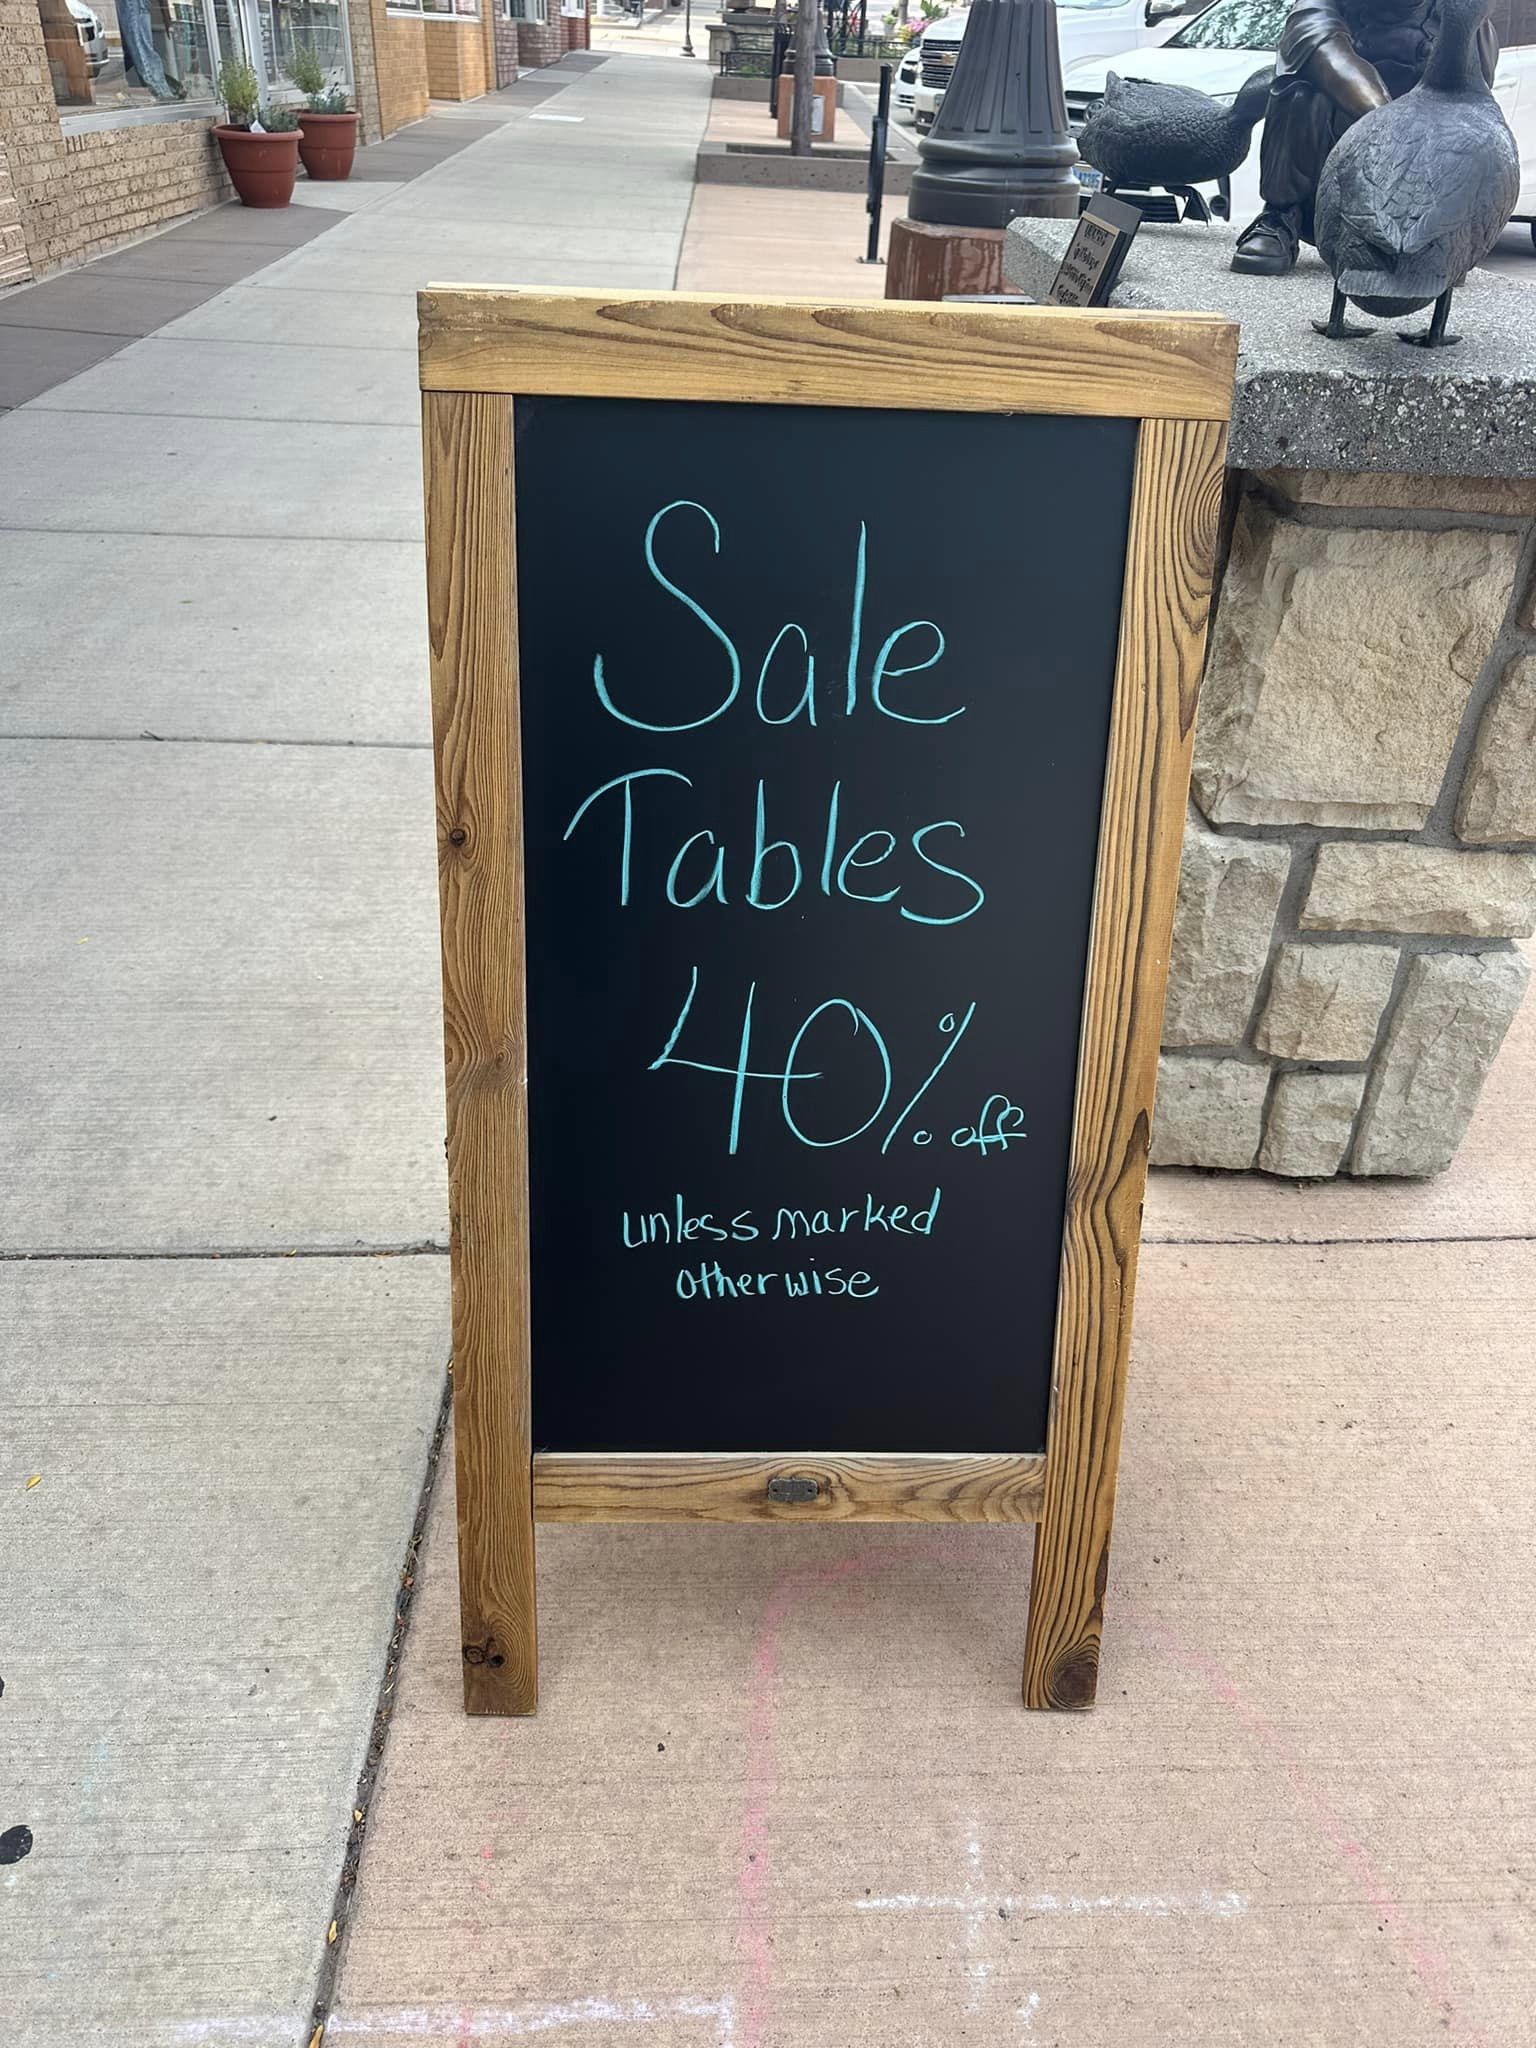 Sale
Tables
40% off
unless marked
otherwise